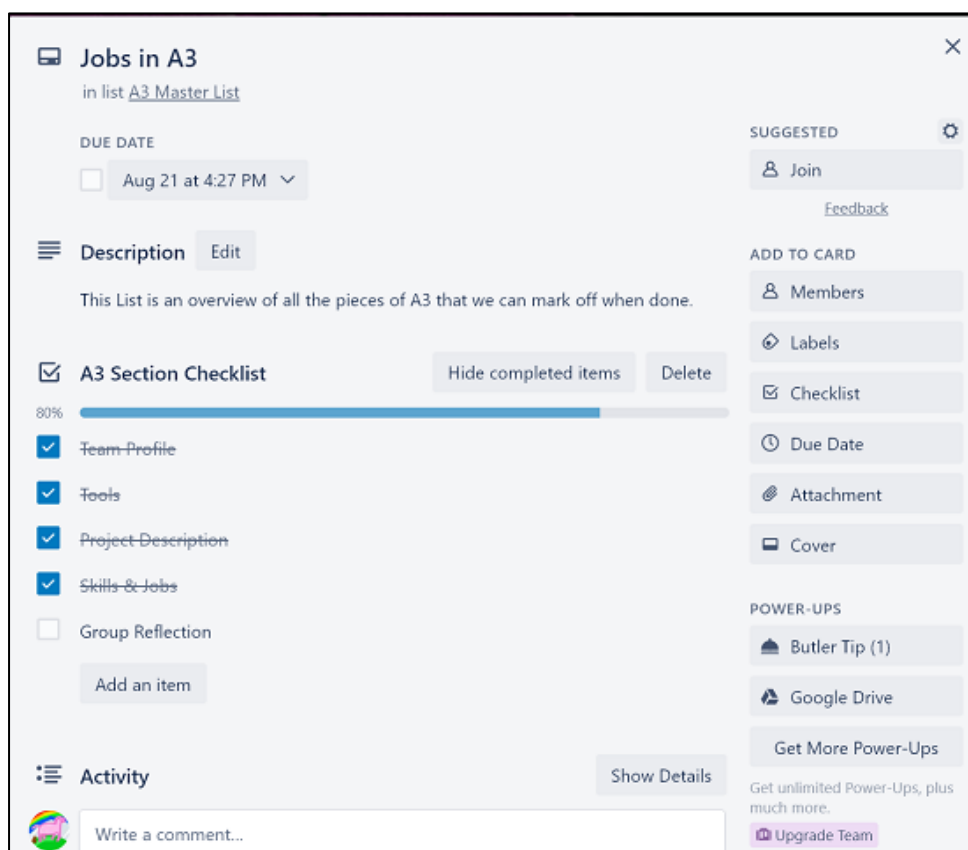 Jobs in A3
in list A3 Master List
DUE DATE
Aug 21 at 4:27 PM
Description Edit
This List is an overview of all the pieces of A3 that we can mark off when done.
A3 Section Checklist Hide completed items Delete
80%
Team Profile
Tools
Project Description
Skills & Jobs
Group Reflection
Add an item
Activity Show Details
Write a comment...
SUGGESTED
Join
Feedback
ADD TO CARD
Members
Labels
Checklist
Due Date
Attachment
Cover
POWER-UPS
Butler Tip (1)
Google Drive
Get More Power-Ups
Get unlimited Power-Ups, plus
much more.
Upgrade Team